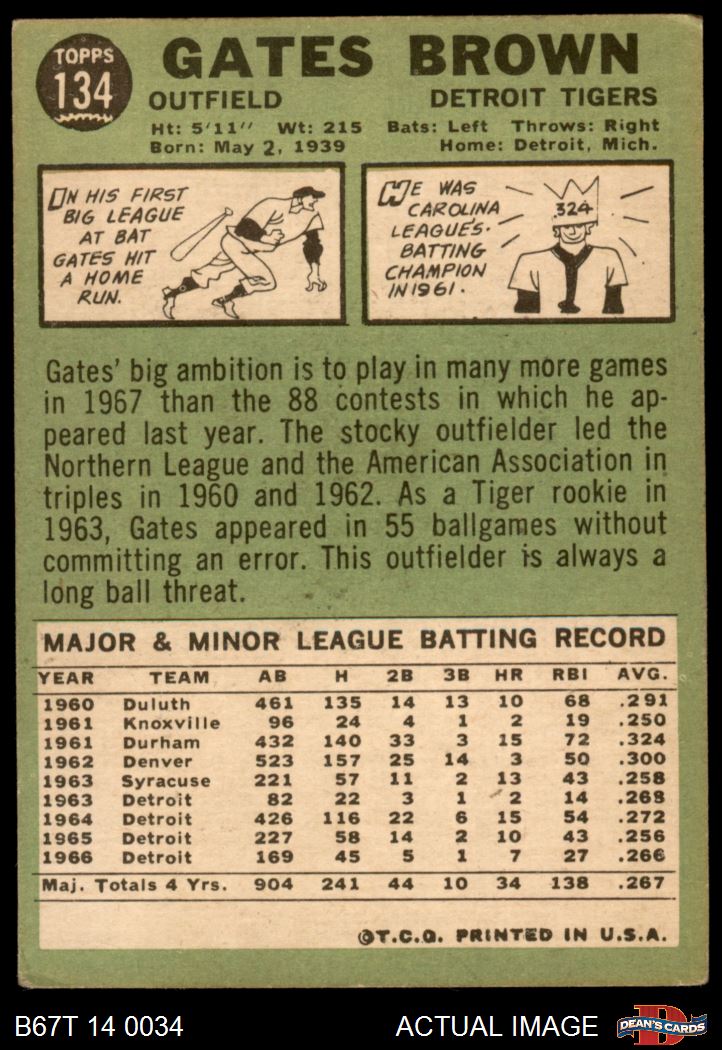 TOPPS
134
GATES BROWN
OUTFIELD DETROIT TIGERS
Ht: 5'11" Wt: 215 Bats: Left Throws: Right
Born: May 2, 1939 Home: Detroit, Mich.
IN HIS FIRST
BIG LEAGUE
AT BAT
GATES HIT
A HOME
RUN.
HE WAS
CAROLINA
LEAGUE'S
BATTING
CHAMPION
IN 1961.
324
Gates' big ambition is to play in many more games
in 1967 than the 88 contests in which he ap-
peared last year. The stocky outfielder led the
Northern League and the American Association in
triples in 1960 and 1962. As a Tiger rookie in
1963, Gates appeared in 55 ballgames without
committing an error. This outfielder is always a
long ball threat.
MAJOR & MINOR LEAGUE BATTING RECORD
YEAR TEAM AB H 2B 3B HR RBI AVG.
1960 Duluth 461 135 14 13 10 68 .291
1961 Knoxville 96 24 4 1 2 19 .250
1961 Durham 432 140 33 3 15 72 .324
1962 Denver 523 157 25 14 3 50 .300
1963 Syracuse 221 57 11 2 13 43 .258
1963 Detroit 82 22 3 1 2 14 .268
1964 Detroit 426 116 22 6 15 54 .272
1965 Detroit 227 58 14 2 10 43 .256
1966 Detroit 169 45 5 1 7 27 .266
Maj. Totals 4 Yrs. 904 241 44 10 34 138 .267
©T.C.G. PRINTED IN U.S.A.
B67T 14 0034 ACTUAL IMAGE
D
DEAN'S CARDS